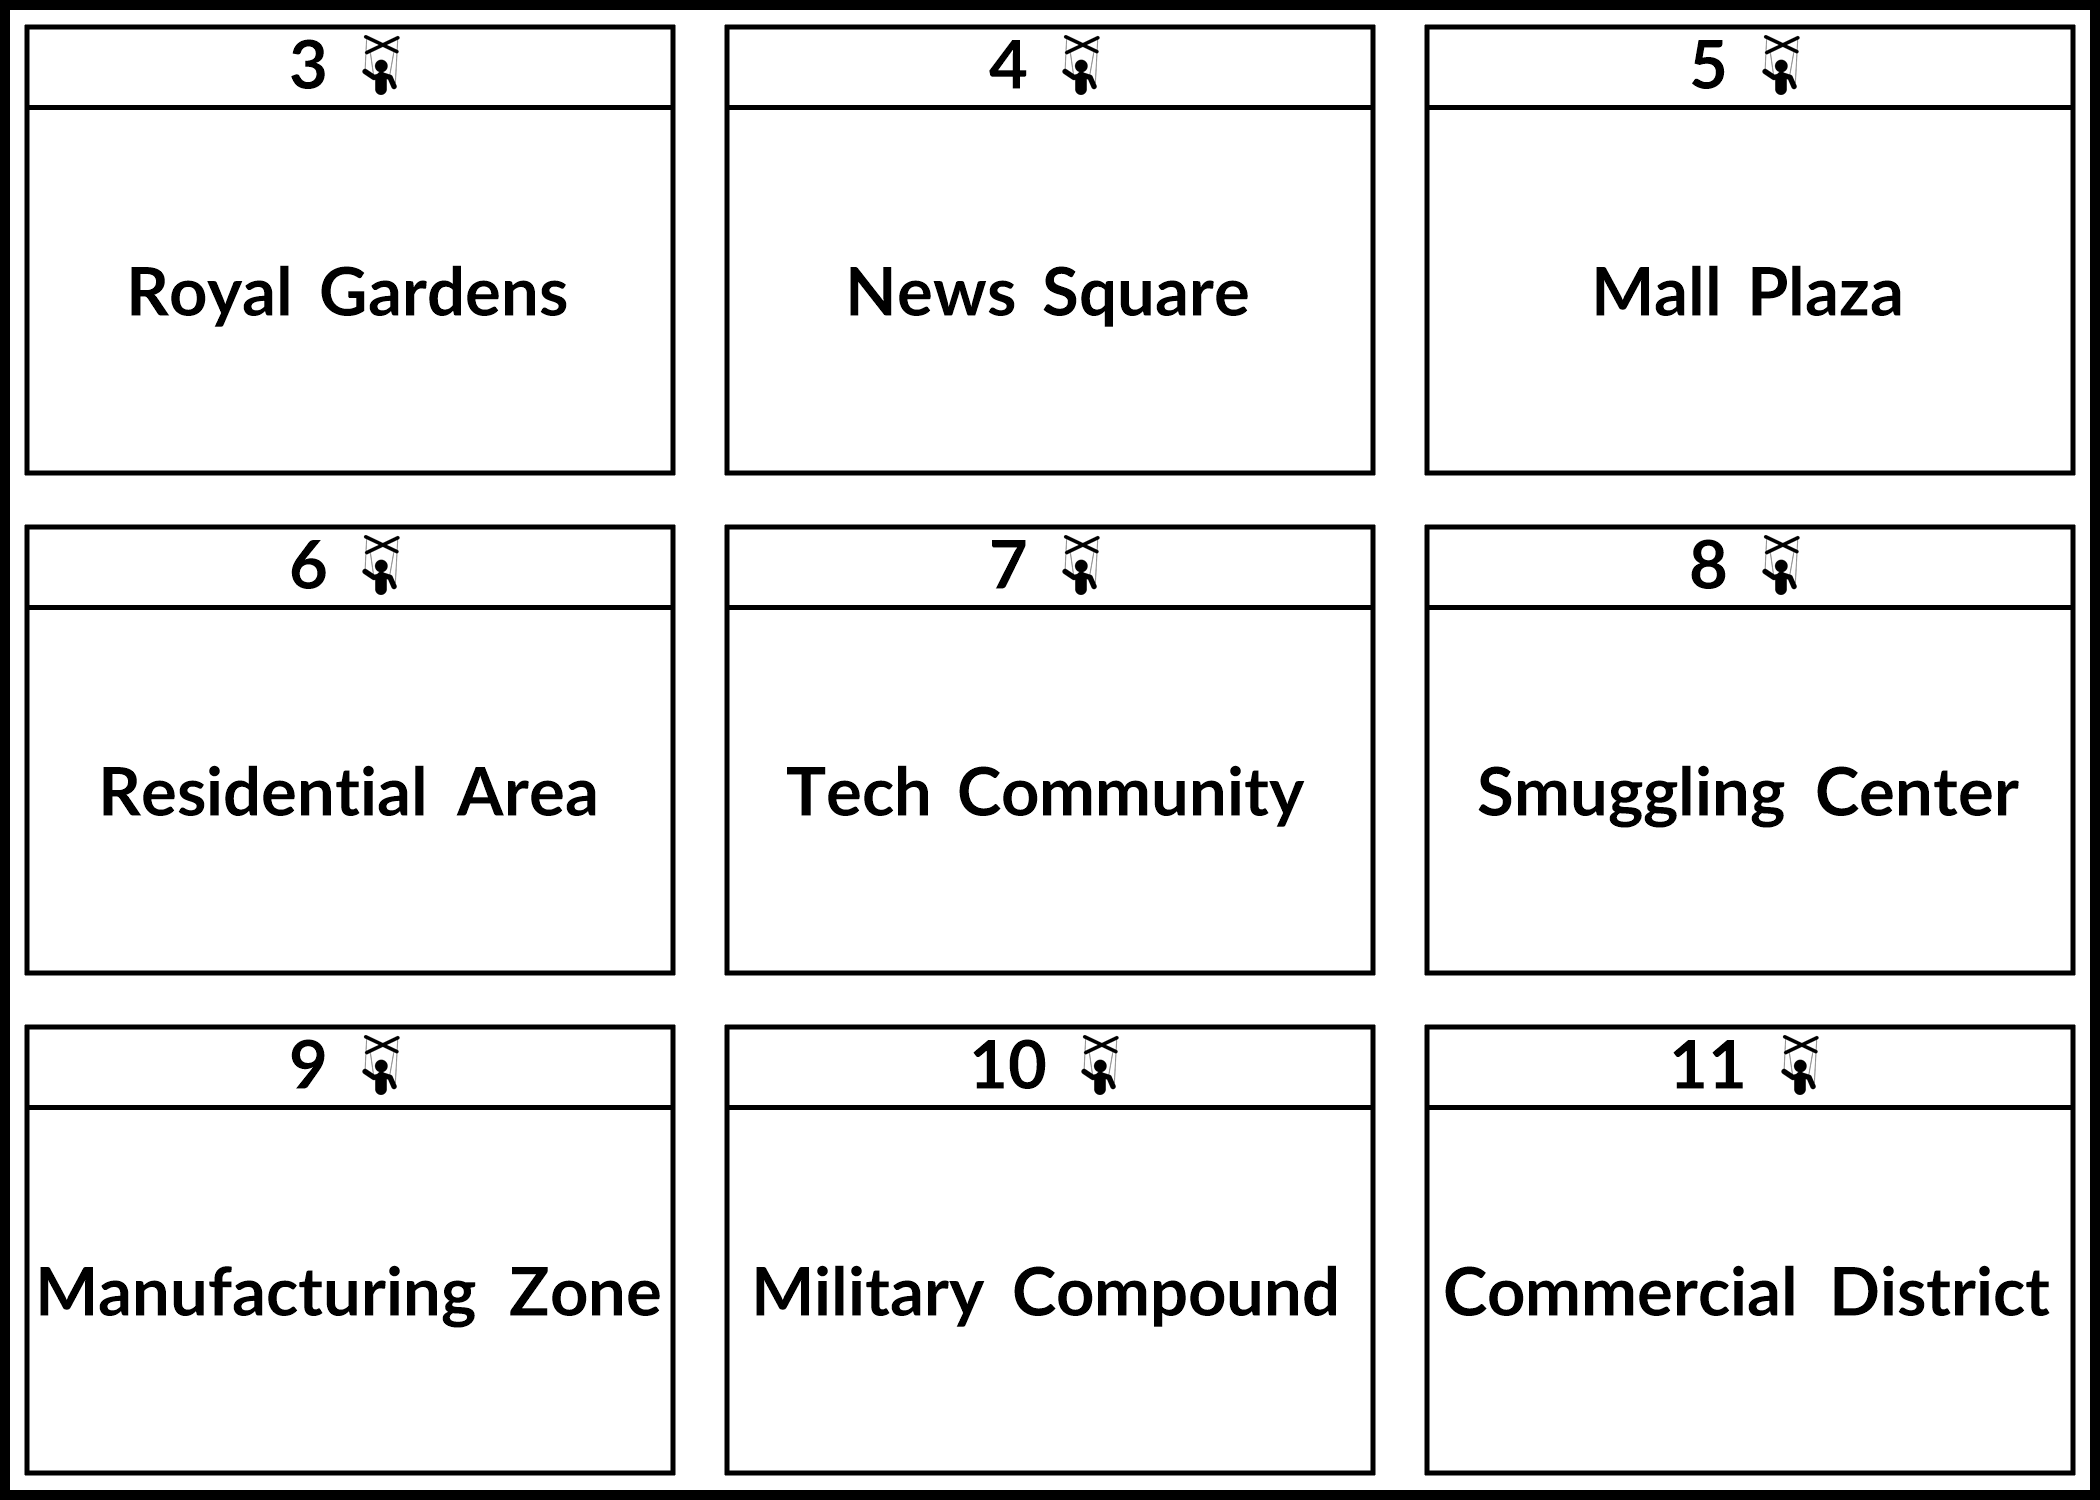 3
4
5
Royal Gardens
News Square
Mall Plaza
6
7
8
Residential Area
Tech Community
Smuggling Center
9
10
11
Manufacturing Zone
Military Compound
Commercial District